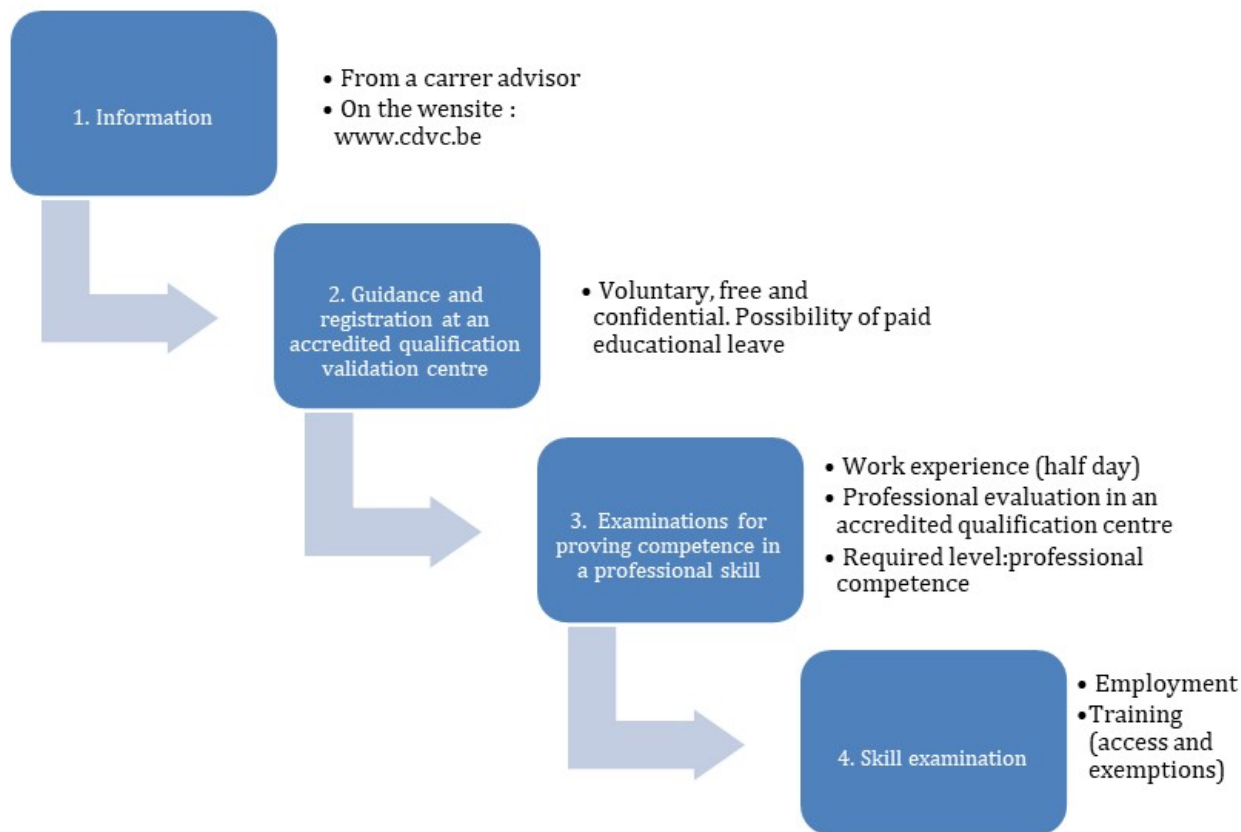 1. Information
• From a carrer advisor
• On the wensite :
www.cdvc.be
2. Guidance and
registration at an
accredited qualification
validation centre
• Voluntary, free and
confidential. Possibility of paid
educational leave
3. Examinations for
proving competence in
a professional skill
• Work experience (half day)
• Professional evaluation in an
accredited qualification centre
• Required level:professional
competence
4. Skill examination
• Employment
•Training
(access and
exemptions)